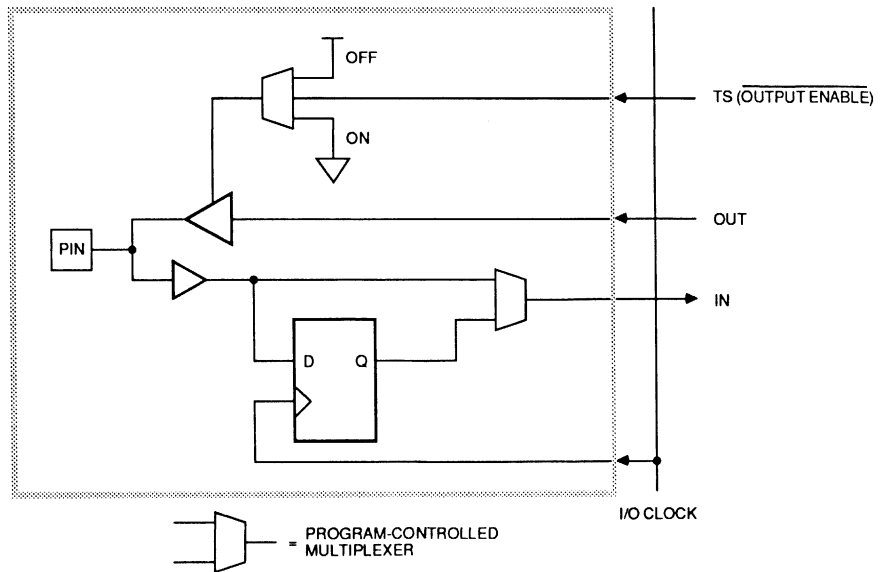 OFF
TS (OUTPUT ENABLE)
ON
OUT
PIN
IN
D Q
I/O CLOCK
= PROGRAM-CONTROLLED
MULTIPLEXER